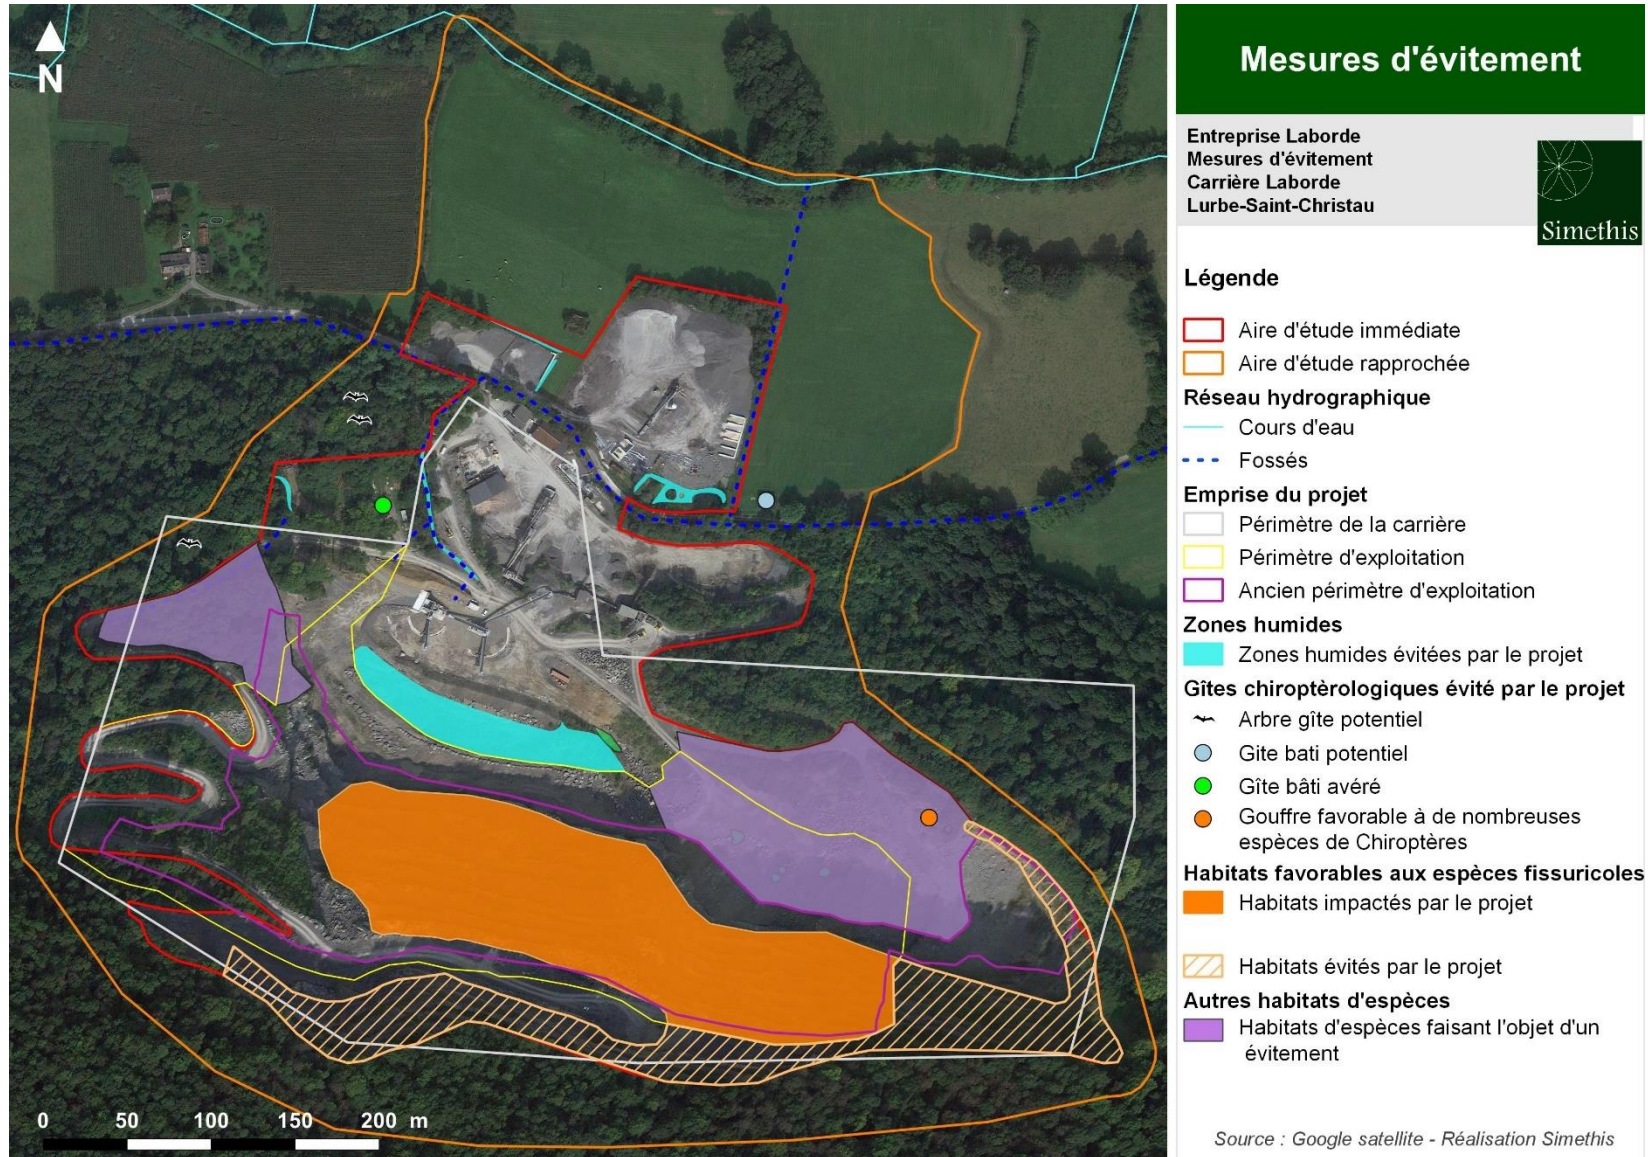 N
0 50 100 150 200 m
Mesures d'évitement
Entreprise Laborde
Mesures d'évitement
Carrière Laborde
Lurbe-Saint-Christau
Simethis
Légende
Aire d'étude immédiate
Aire d'étude rapprochée
Réseau hydrographique
Cours d'eau
Fossés
Emprise du projet
Périmètre de la carrière
Périmètre d'exploitation
Ancien périmètre d'exploitation
Zones humides
Zones humides évitées par le projet
Gîtes chiroptèrologiques évité par le projet
Arbre gîte potentiel
Gite bati potentiel
Gîte bâti avéré
Gouffre favorable à de nombreuses
espèces de Chiroptères
Habitats favorables aux espèces fissuricoles
Habitats impactés par le projet
Habitats évités par le projet
Autres habitats d'espèces
Habitats d'espèces faisant l'objet d'un
évitement
Source : Google satellite - Réalisation Simethis